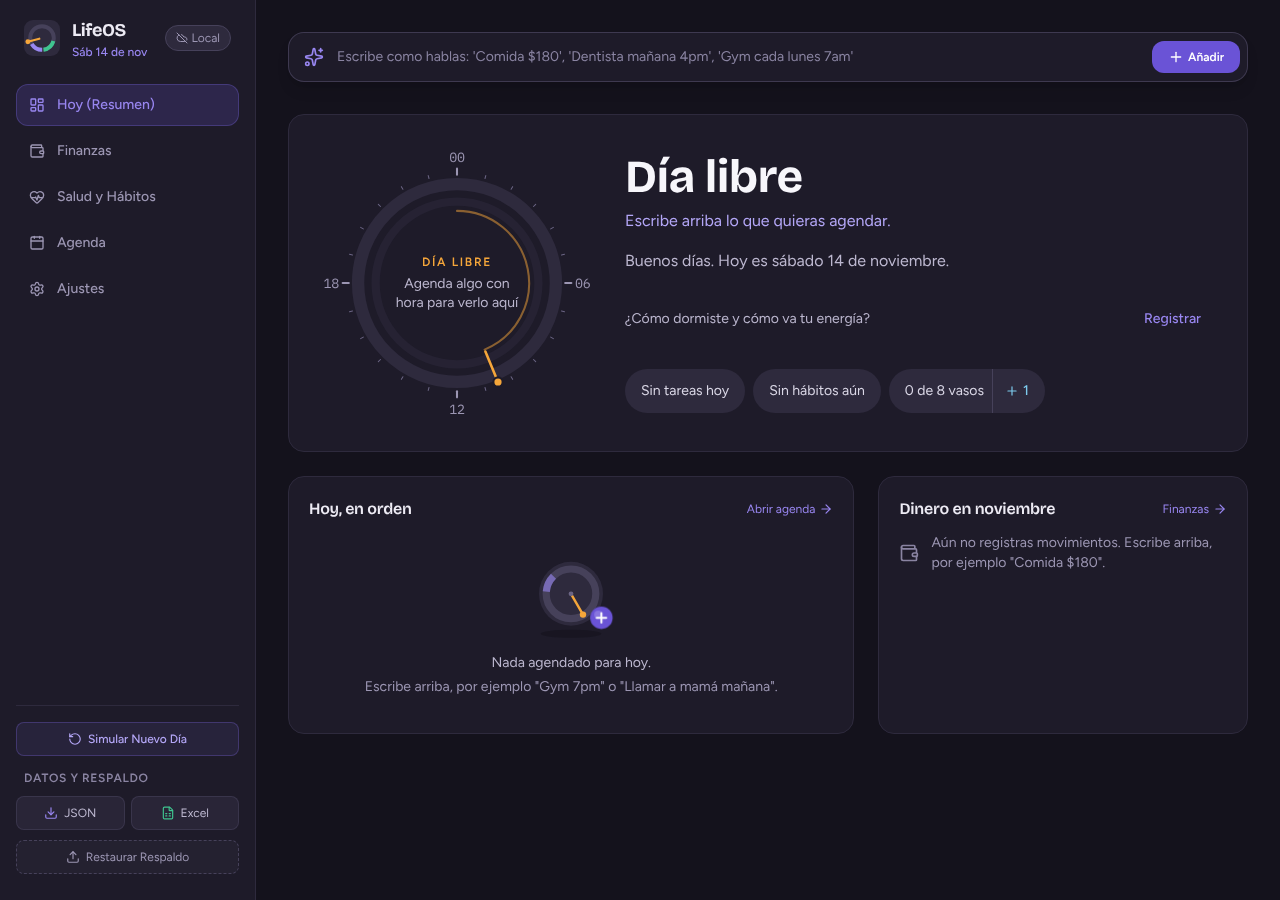 LifeOS
Sáb 14 de nov
Local
Hoy (Resumen)
Finanzas
Salud y Hábitos
Agenda
Ajustes
Simular Nuevo Día
DATOS Y RESPALDO
JSON
Excel
Restaurar Respaldo
Escribe como hablas: 'Comida $180', 'Dentista mañana 4pm', 'Gym cada lunes 7am'
Añadir
00
18
06
12
DÍA LIBRE
Agenda algo con
hora para verlo aquí
Día libre
Escribe arriba lo que quieras agendar.
Buenos días. Hoy es sábado 14 de noviembre.
¿Cómo dormiste y cómo va tu energía?
Registrar
Sin tareas hoy
Sin hábitos aún
0 de 8 vasos
+ 1
Hoy, en orden
Abrir agenda →
Nada agendado para hoy.
Escribe arriba, por ejemplo "Gym 7pm" o "Llamar a mamá mañana".
Dinero en noviembre
Finanzas →
Aún no registras movimientos. Escribe arriba,
por ejemplo "Comida $180".